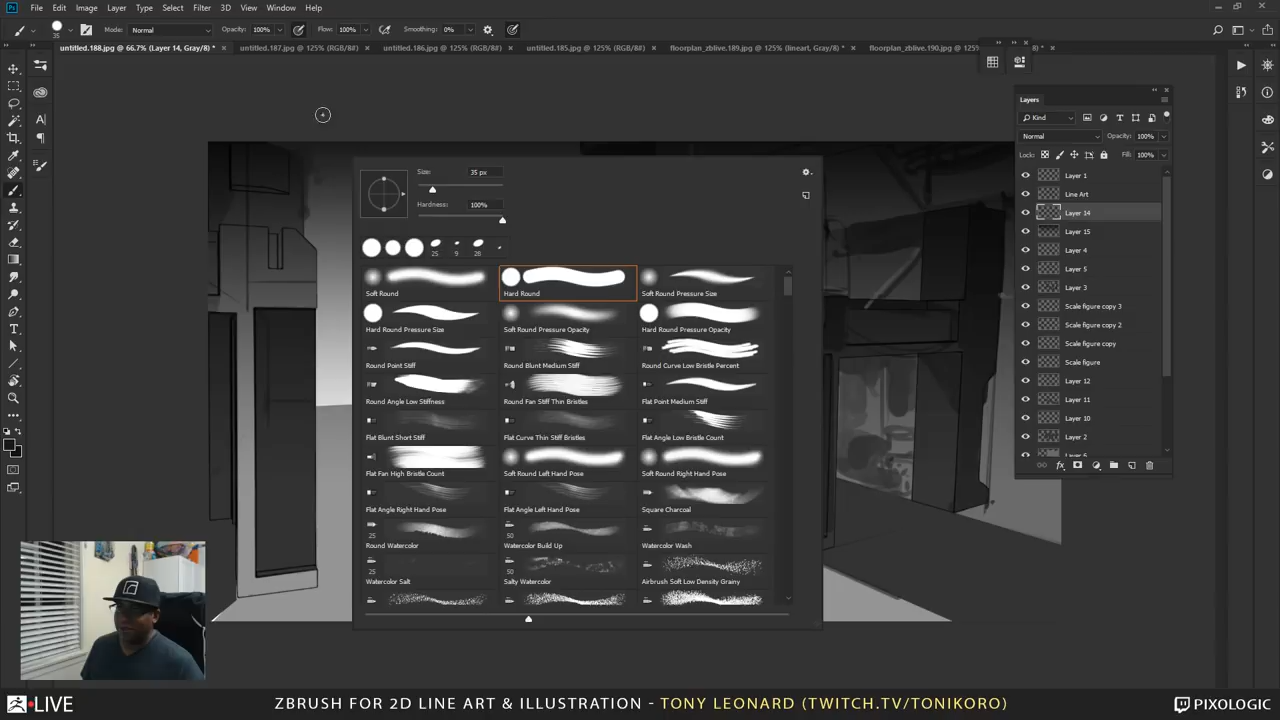 Ps File Edit Image Layer Type Select Filter 3D View Window Help
35 Mode: Normal Opacity: 100% Flow: 100% Smoothing: 0%
untitled.188.jpg @ 66.7% (Layer 14, Gray/8) * × untitled.187.jpg @ 125% (RGB/8#) × untitled.186.jpg @ 125% (RGB/8#) × untitled.185.jpg @ 125% (RGB/8#) × floorplan_zblive.189.jpg @ 125% (lineart, Gray/8) * × floorplan_zblive.190.jpg @ 125%
Layers
Kind
Normal Opacity: 100%
Lock: Fill: 100%
Layer 1
Line Art
Layer 14
Layer 15
Layer 4
Layer 5
Layer 3
Scale figure copy 3
Scale figure copy 2
Scale figure copy
Scale figure
Layer 12
Layer 11
Layer 10
Layer 2
Size: 35 px
Hardness: 100%
25 9 28
Soft Round Hard Round Soft Round Pressure Size
Hard Round Pressure Size Soft Round Pressure Opacity Hard Round Pressure Opacity
Round Point Stiff Round Blunt Medium Stiff Round Curve Low Bristle Percent
Round Angle Low Stiffness Round Fan Stiff Thin Bristles Flat Point Medium Stiff
Flat Blunt Short Stiff Flat Curve Thin Stiff Bristles Flat Angle Low Bristle Count
Flat Fan High Bristle Count Soft Round Left Hand Pose Soft Round Right Hand Pose
Flat Angle Right Hand Pose Flat Angle Left Hand Pose Square Charcoal
25 50
Round Watercolor Watercolor Build Up Watercolor Wash
25 50
Watercolor Salt Salty Watercolor Airbrush Soft Low Density Grainy
LIVE ZBRUSH FOR 2D LINE ART & ILLUSTRATION - TONY LEONARD (TWITCH.TV/TONIKORO) PIXOLOGIC